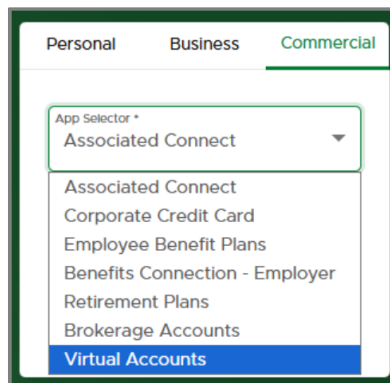 Personal Business Commercial
App Selector *
Associated Connect
Associated Connect
Corporate Credit Card
Employee Benefit Plans
Benefits Connection - Employer
Retirement Plans
Brokerage Accounts
Virtual Accounts